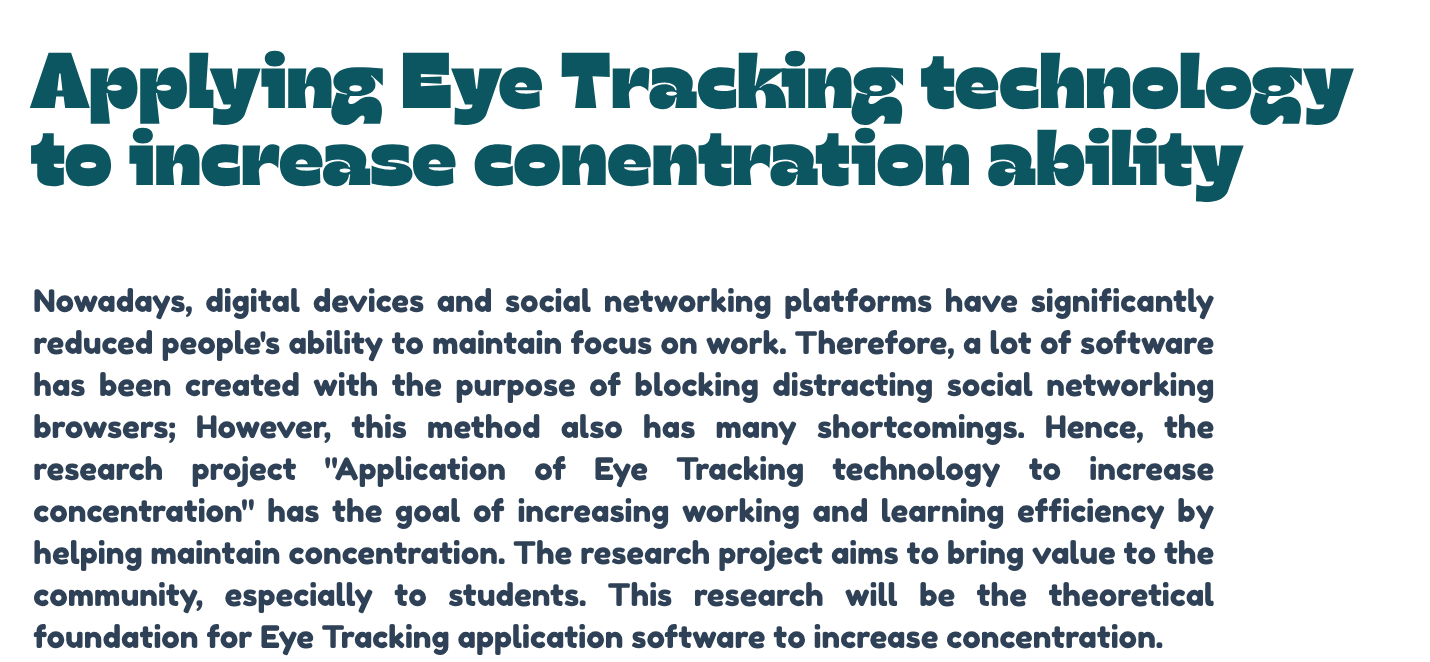 Applying Eye Tracking technology
to increase conentration ability
Nowadays, digital devices and social networking platforms have significantly
reduced people's ability to maintain focus on work. Therefore, a lot of software
has been created with the purpose of blocking distracting social networking
browsers; However, this method also has many shortcomings. Hence, the
research project "Application of Eye Tracking technology to increase
concentration" has the goal of increasing working and learning efficiency by
helping maintain concentration. The research project aims to bring value to the
community, especially to students. This research will be the theoretical
foundation for Eye Tracking application software to increase concentration.